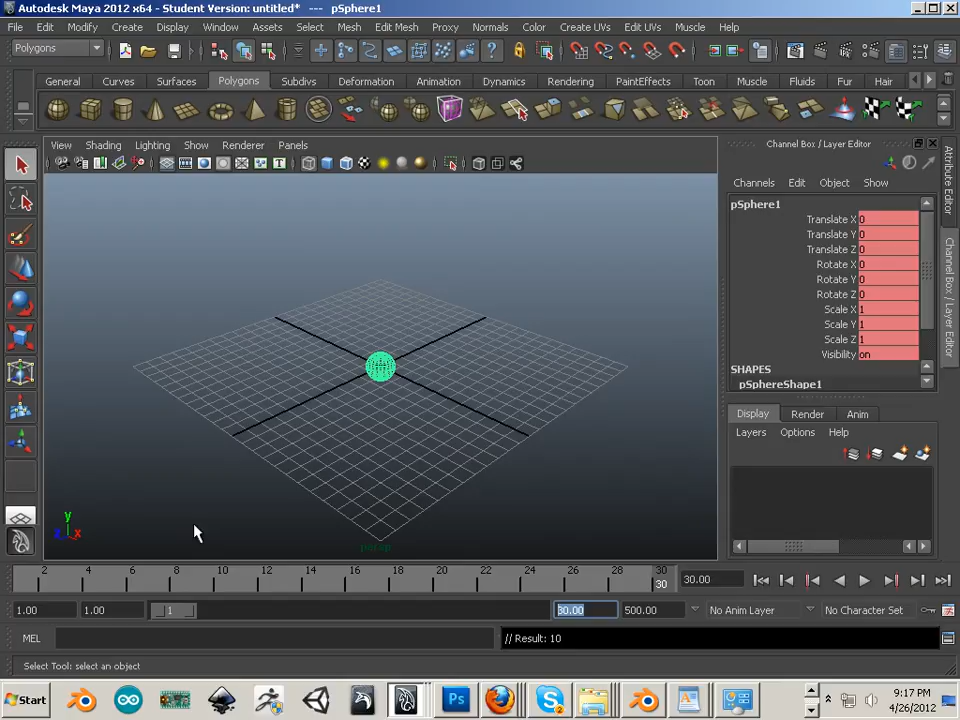 Autodesk Maya 2012 x64 - Student Version: untitled* --- pSphere1
File Edit Modify Create Display Window Assets Select Mesh Edit Mesh Proxy Normals Color Create UVs Edit UVs Muscle Help
Polygons
General Curves Surfaces Polygons Subdivs Deformation Animation Dynamics Rendering PaintEffects Toon Muscle Fluids Fur Hair
View Shading Lighting Show Renderer Panels
Channel Box / Layer Editor
Channels Edit Object Show
pSphere1
Translate X 0
Translate Y 0
Translate Z 0
Rotate X 0
Rotate Y 0
Rotate Z 0
Scale X 1
Scale Y 1
Scale Z 1
Visibility on
SHAPES
pSphereShape1
Display Render Anim
Layers Options Help
Attribute Editor
Channel Box / Layer Editor
y
z x
persp
2 4 6 8 10 12 14 16 18 20 22 24 26 28 30
30
30.00
1.00 1.00 1 30.00 500.00 No Anim Layer No Character Set
MEL // Result: 10
Select Tool: select an object
Start Ps 9:17 PM
4/26/2012